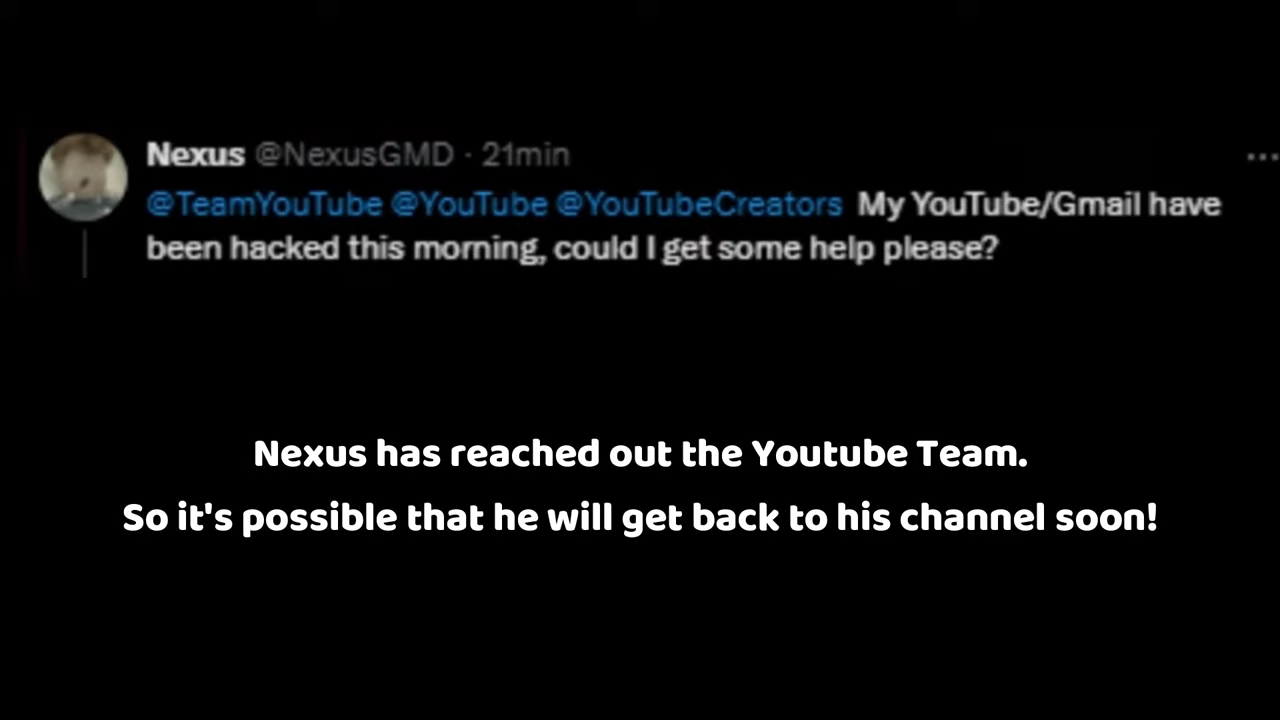 Nexus @NexusGMD · 21min
@TeamYouTube @YouTube @YouTubeCreators My YouTube/Gmail have
been hacked this morning, could I get some help please?
Nexus has reached out the Youtube Team.
So it's possible that he will get back to his channel soon!